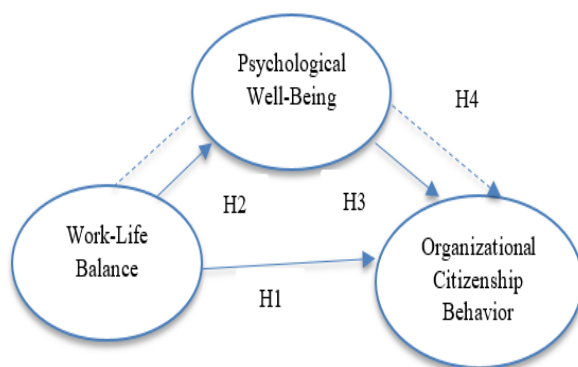 Psychological
Well-Being
H4
H2
H3
Work-Life
Balance
Organizational
Citizenship
Behavior
H1